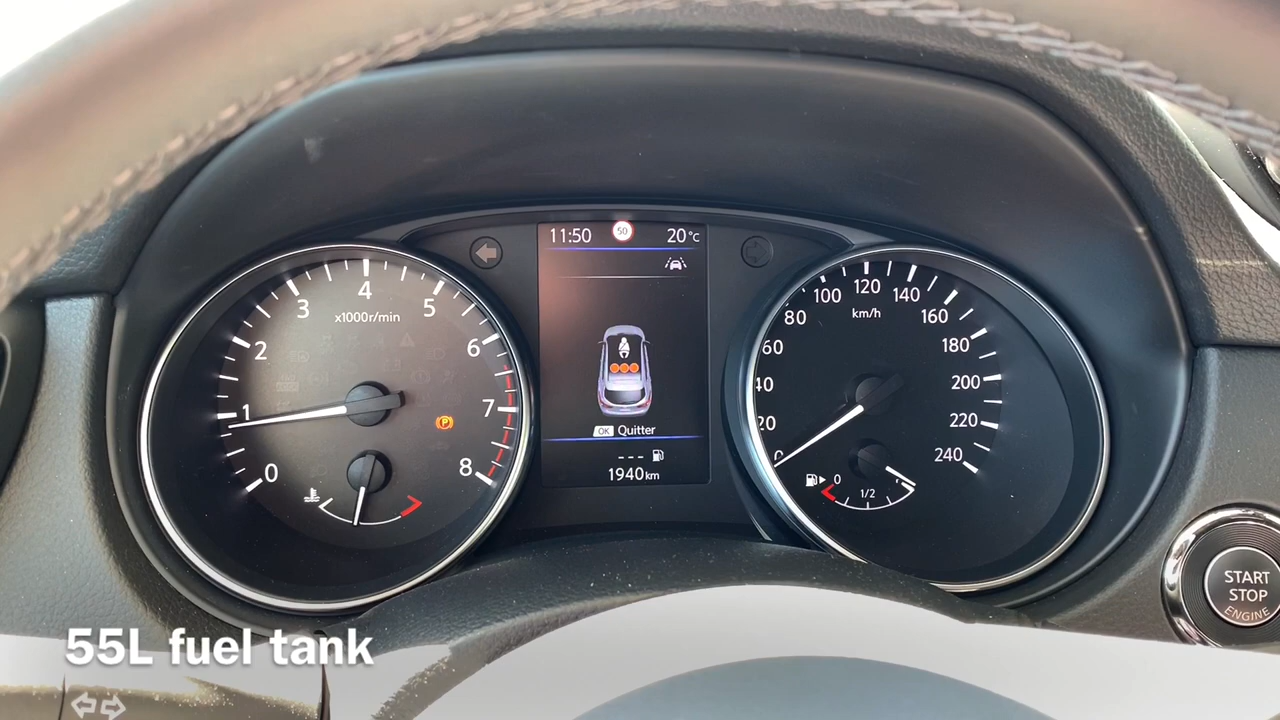 11:50 50 20°C
x1000r/min
0 1 2 3 4 5 6 7 8
P
OK Quitter
--- 
1940km
km/h
0 20 40 60 80 100 120 140 160 180 200 220 240
0 1/2
START
STOP
ENGINE
55L fuel tank